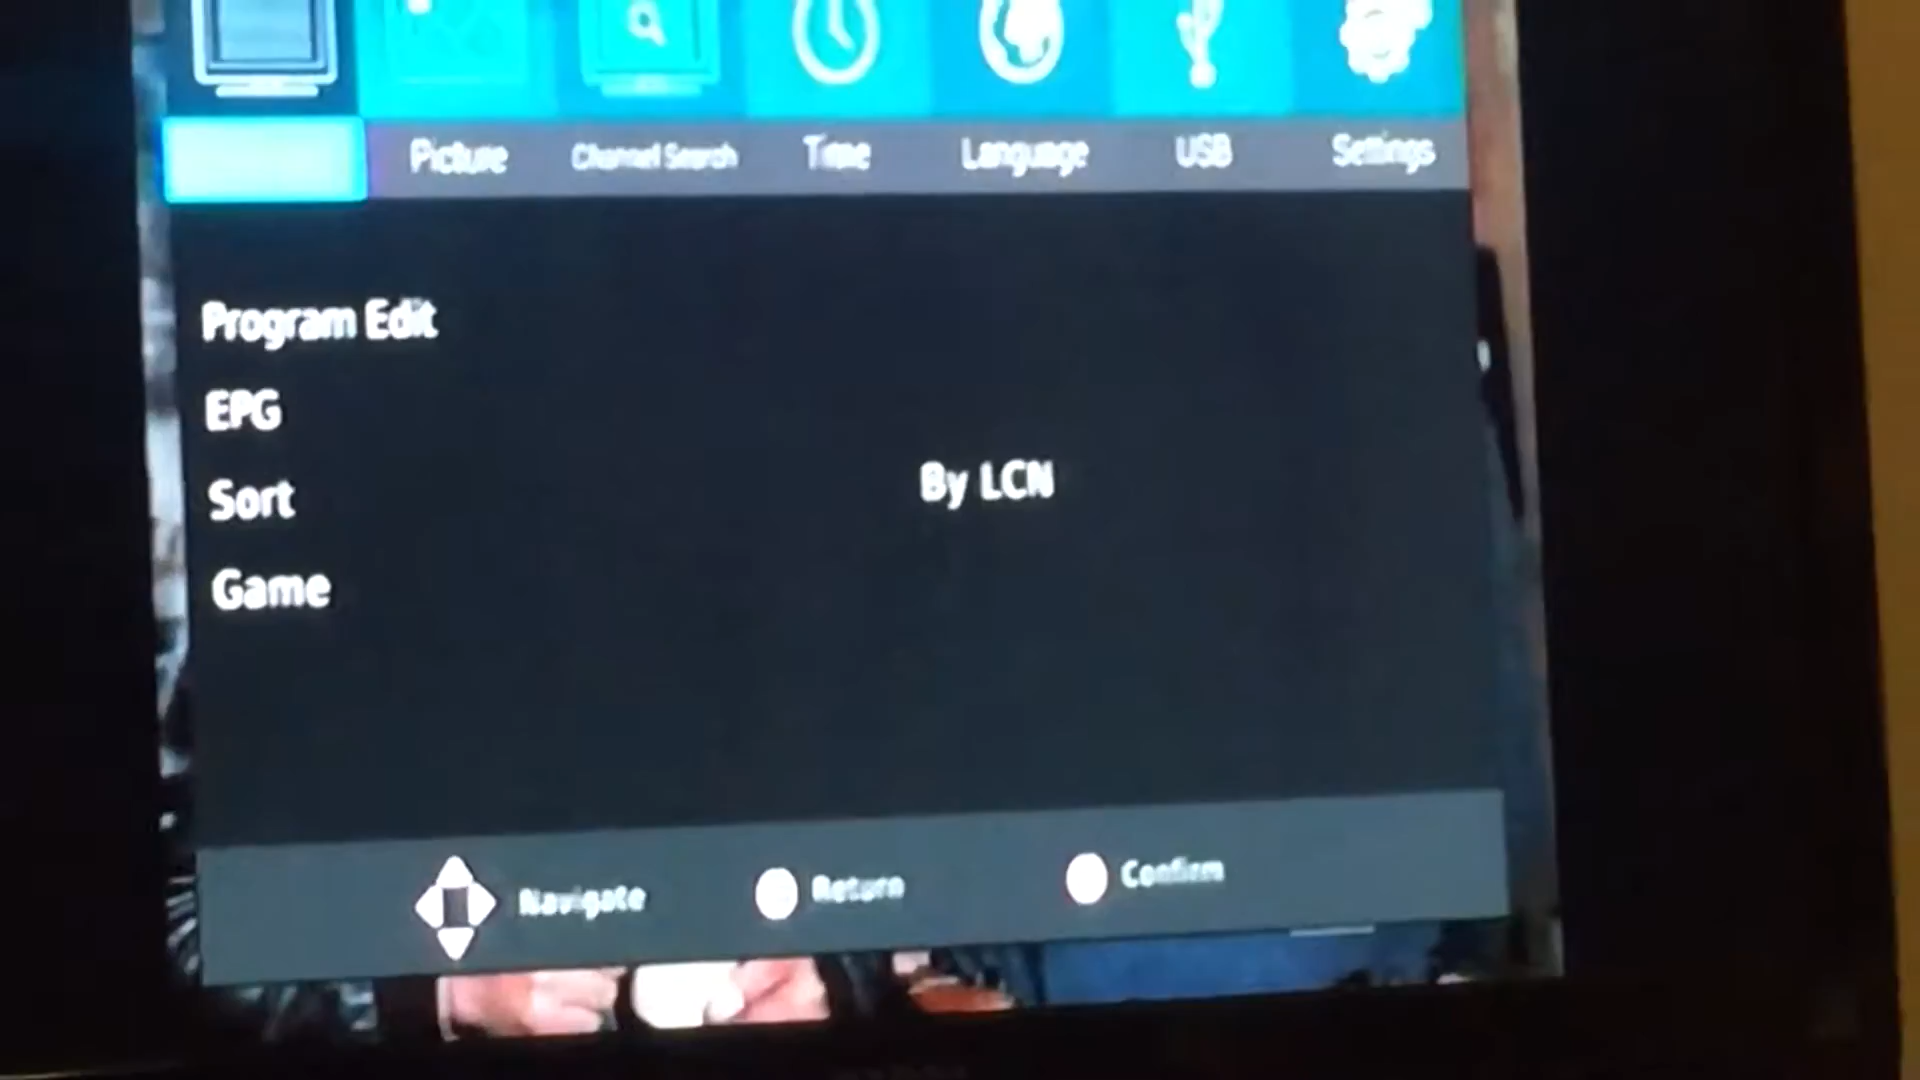 Picture Channel Search Time Language USB Settings
Program Edit
EPG
Sort By LCN
Game
Navigate Return Confirm